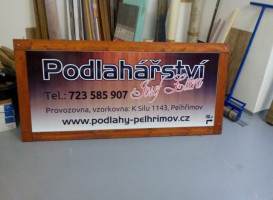 Podlahářství
Tel.: 723 585 907
Provozovna, vzorkovna: K Silu 1143, Pelhřimov
www.podlahy-pelhrimov.cz